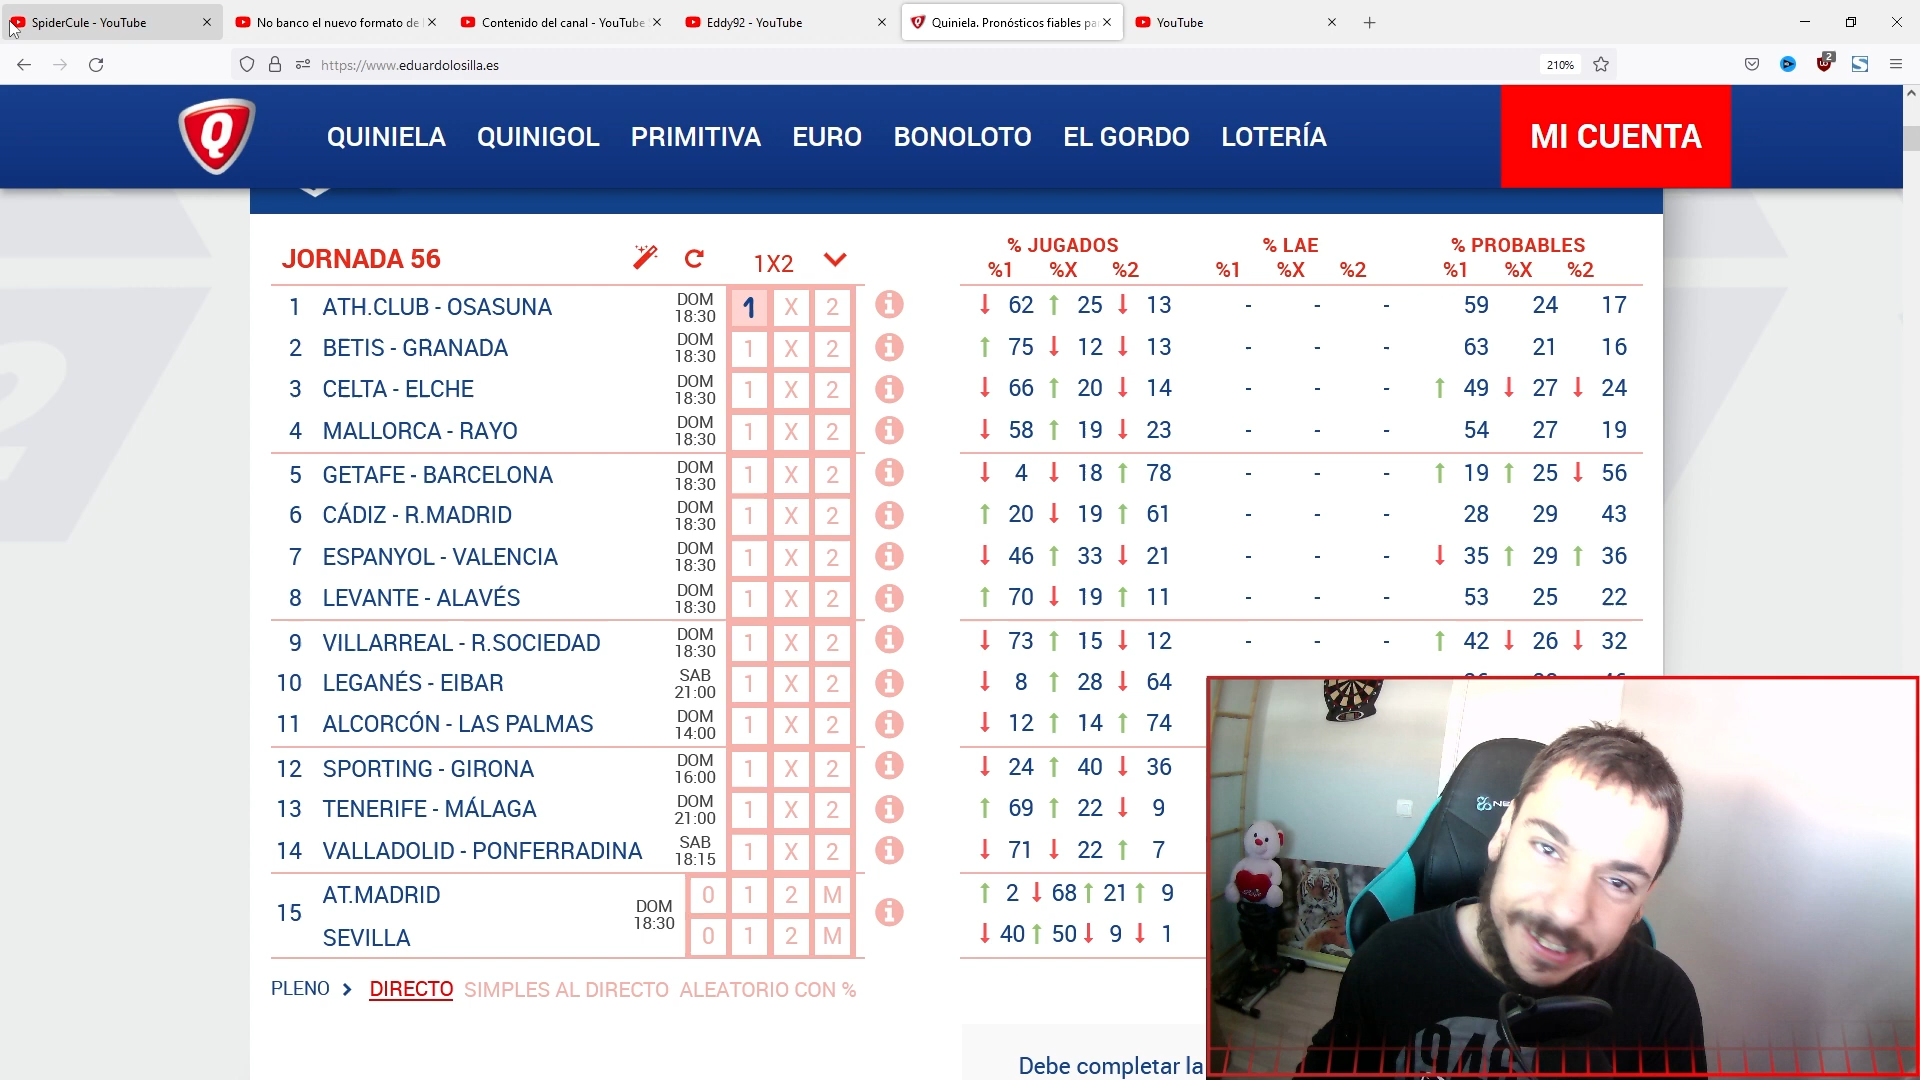 SpiderCule - YouTube
No banco el nuevo formato de
Contenido del canal - YouTube
Eddy92 - YouTube
Quiniela. Pronósticos fiables pa
YouTube
https://www.eduardolosilla.es
210%
2
Q
QUINIELA QUINIGOL PRIMITIVA EURO BONOLOTO EL GORDO LOTERÍA
MI CUENTA
JORNADA 56 1X2 % JUGADOS % LAE % PROBABLES
%1 %X %2 %1 %X %2 %1 %X %2
1 ATH.CLUB - OSASUNA DOM 18:30 1 X 2 62 25 13 - - - 59 24 17
2 BETIS - GRANADA DOM 18:30 1 X 2 75 12 13 - - - 63 21 16
3 CELTA - ELCHE DOM 18:30 1 X 2 66 20 14 - - - 49 27 24
4 MALLORCA - RAYO DOM 18:30 1 X 2 58 19 23 - - - 54 27 19
5 GETAFE - BARCELONA DOM 18:30 1 X 2 4 18 78 - - - 19 25 56
6 CÁDIZ - R.MADRID DOM 18:30 1 X 2 20 19 61 - - - 28 29 43
7 ESPANYOL - VALENCIA DOM 18:30 1 X 2 46 33 21 - - - 35 29 36
8 LEVANTE - ALAVÉS DOM 18:30 1 X 2 70 19 11 - - - 53 25 22
9 VILLARREAL - R.SOCIEDAD DOM 18:30 1 X 2 73 15 12 - - - 42 26 32
10 LEGANÉS - EIBAR SAB 21:00 1 X 2 8 28 64
11 ALCORCÓN - LAS PALMAS DOM 14:00 1 X 2 12 14 74
12 SPORTING - GIRONA DOM 16:00 1 X 2 24 40 36
13 TENERIFE - MÁLAGA DOM 21:00 1 X 2 69 22 9
14 VALLADOLID - PONFERRADINA SAB 18:15 1 X 2 71 22 7
15 AT.MADRID DOM 18:30 0 1 2 M 2 68 21 9
SEVILLA 0 1 2 M 40 50 9 1
PLENO DIRECTO SIMPLES AL DIRECTO ALEATORIO CON %
Debe completar la